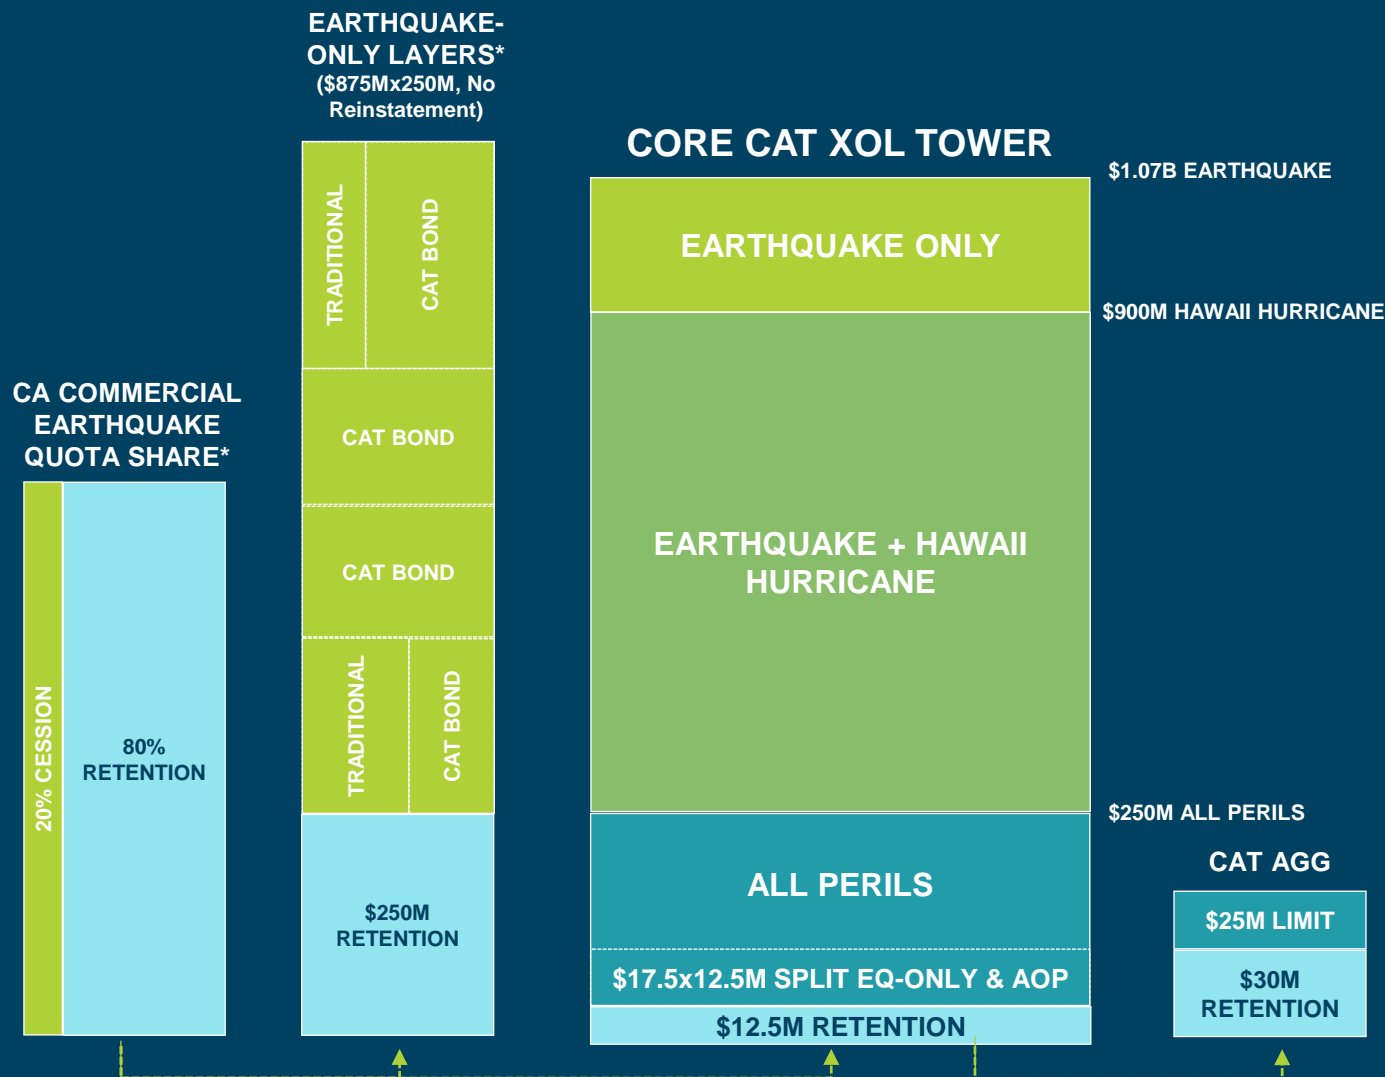 EARTHQUAKE-
ONLY LAYERS*
($875Mx250M, No
Reinstatement)
CORE CAT XOL TOWER
$1.07B EARTHQUAKE
EARTHQUAKE ONLY
TRADITIONAL
CAT BOND
$900M HAWAII HURRICANE
CA COMMERCIAL
EARTHQUAKE
QUOTA SHARE*
CAT BOND
CAT BOND
EARTHQUAKE + HAWAII
HURRICANE
TRADITIONAL
CAT BOND
20% CESSION
80%
RETENTION
$250M ALL PERILS
CAT AGG
ALL PERILS
$250M
RETENTION
$25M LIMIT
$17.5x12.5M SPLIT EQ-ONLY & AOP
$30M
RETENTION
$12.5M RETENTION